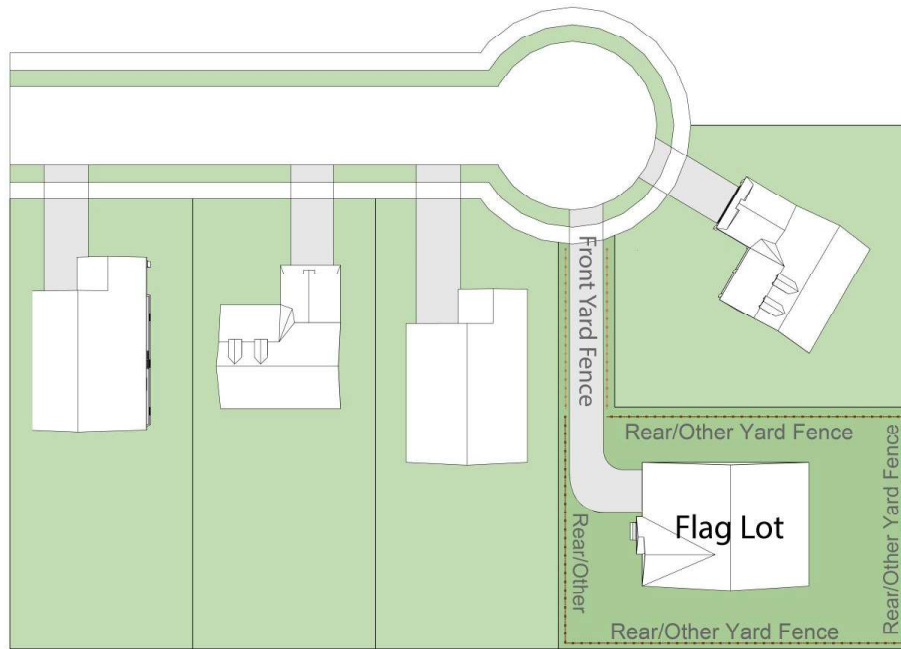 Front Yard Fence
Rear/Other Yard Fence
Rear/Other Yard Fence
Flag Lot
Rear/Other
Rear/Other Yard Fence